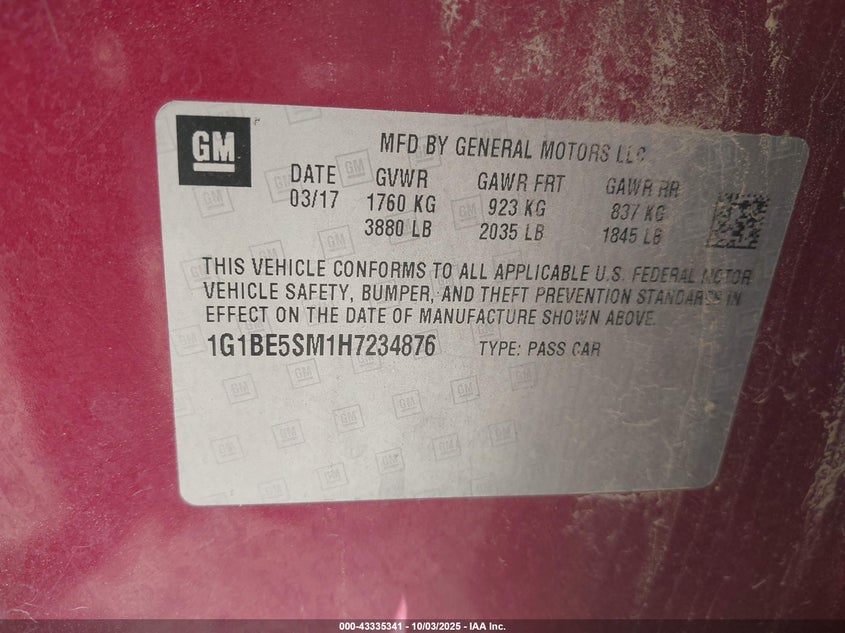 GM
MFD BY GENERAL MOTORS LLC
DATE GVWR GAWR FRT GAWR RR
03/17 1760 KG 923 KG 837 KG
3880 LB 2035 LB 1845 LB
THIS VEHICLE CONFORMS TO ALL APPLICABLE U.S. FEDERAL MOTOR
VEHICLE SAFETY, BUMPER, AND THEFT PREVENTION STANDARDS IN
EFFECT ON THE DATE OF MANUFACTURE SHOWN ABOVE.
1G1BE5SM1H7234876 TYPE: PASS CAR
000-43335341 | 10/03/2025 - IAA Inc.